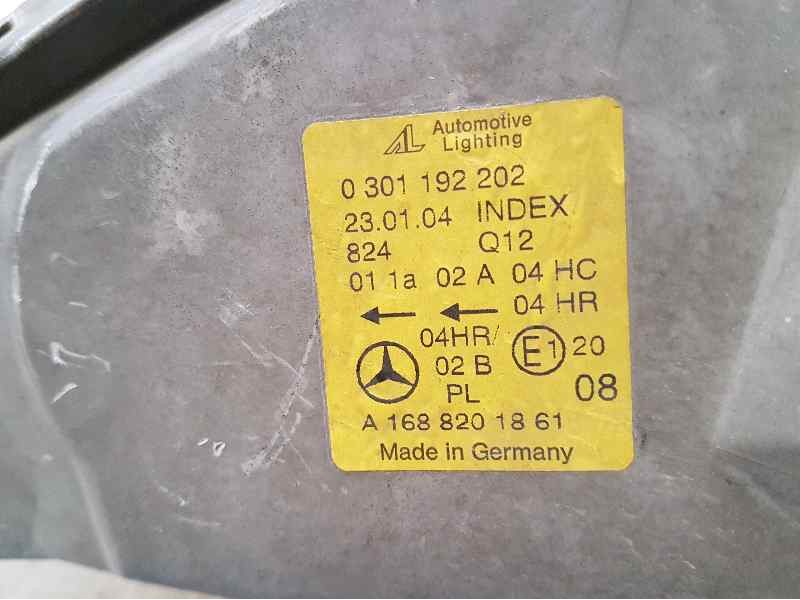 AL Automotive
Lighting
0 301 192 202
23.01.04 INDEX
824 Q12
01 1a 02 A 04 HC
04 HR
04HR/
02 B
E1 20
PL
08
A 168 820 18 61
Made in Germany